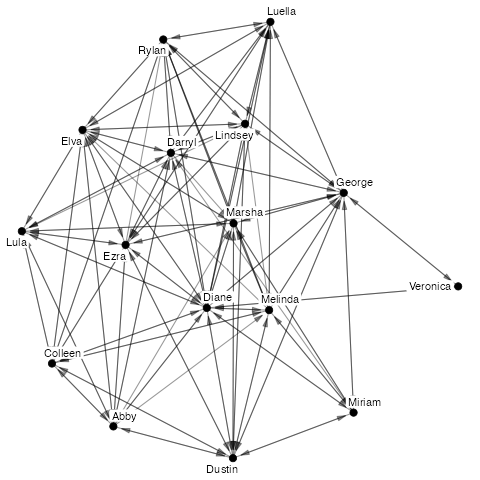 Luella
Rylan
Elva
Darryl
Lindsey
George
Marsha
Lula
Ezra
Veronica
Diane
Melinda
Colleen
Miriam
Abby
Dustin